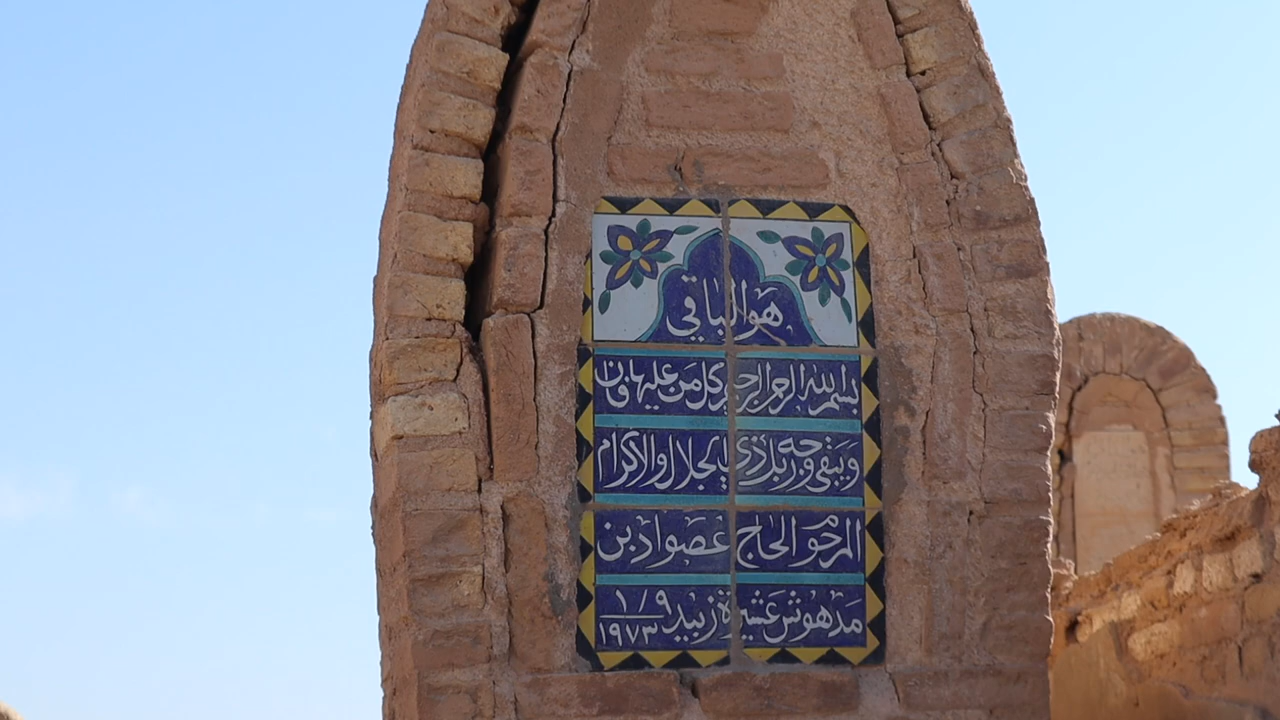 هو الباقي
بسم الله الرحمن الرحيم كل من عليها فان
ويبقى وجه ربك ذي الجلال والاكرام
المرحوم الحاج عصواد بن
مدهوش عشيرة زبيد ١/٩
١٩٧٣